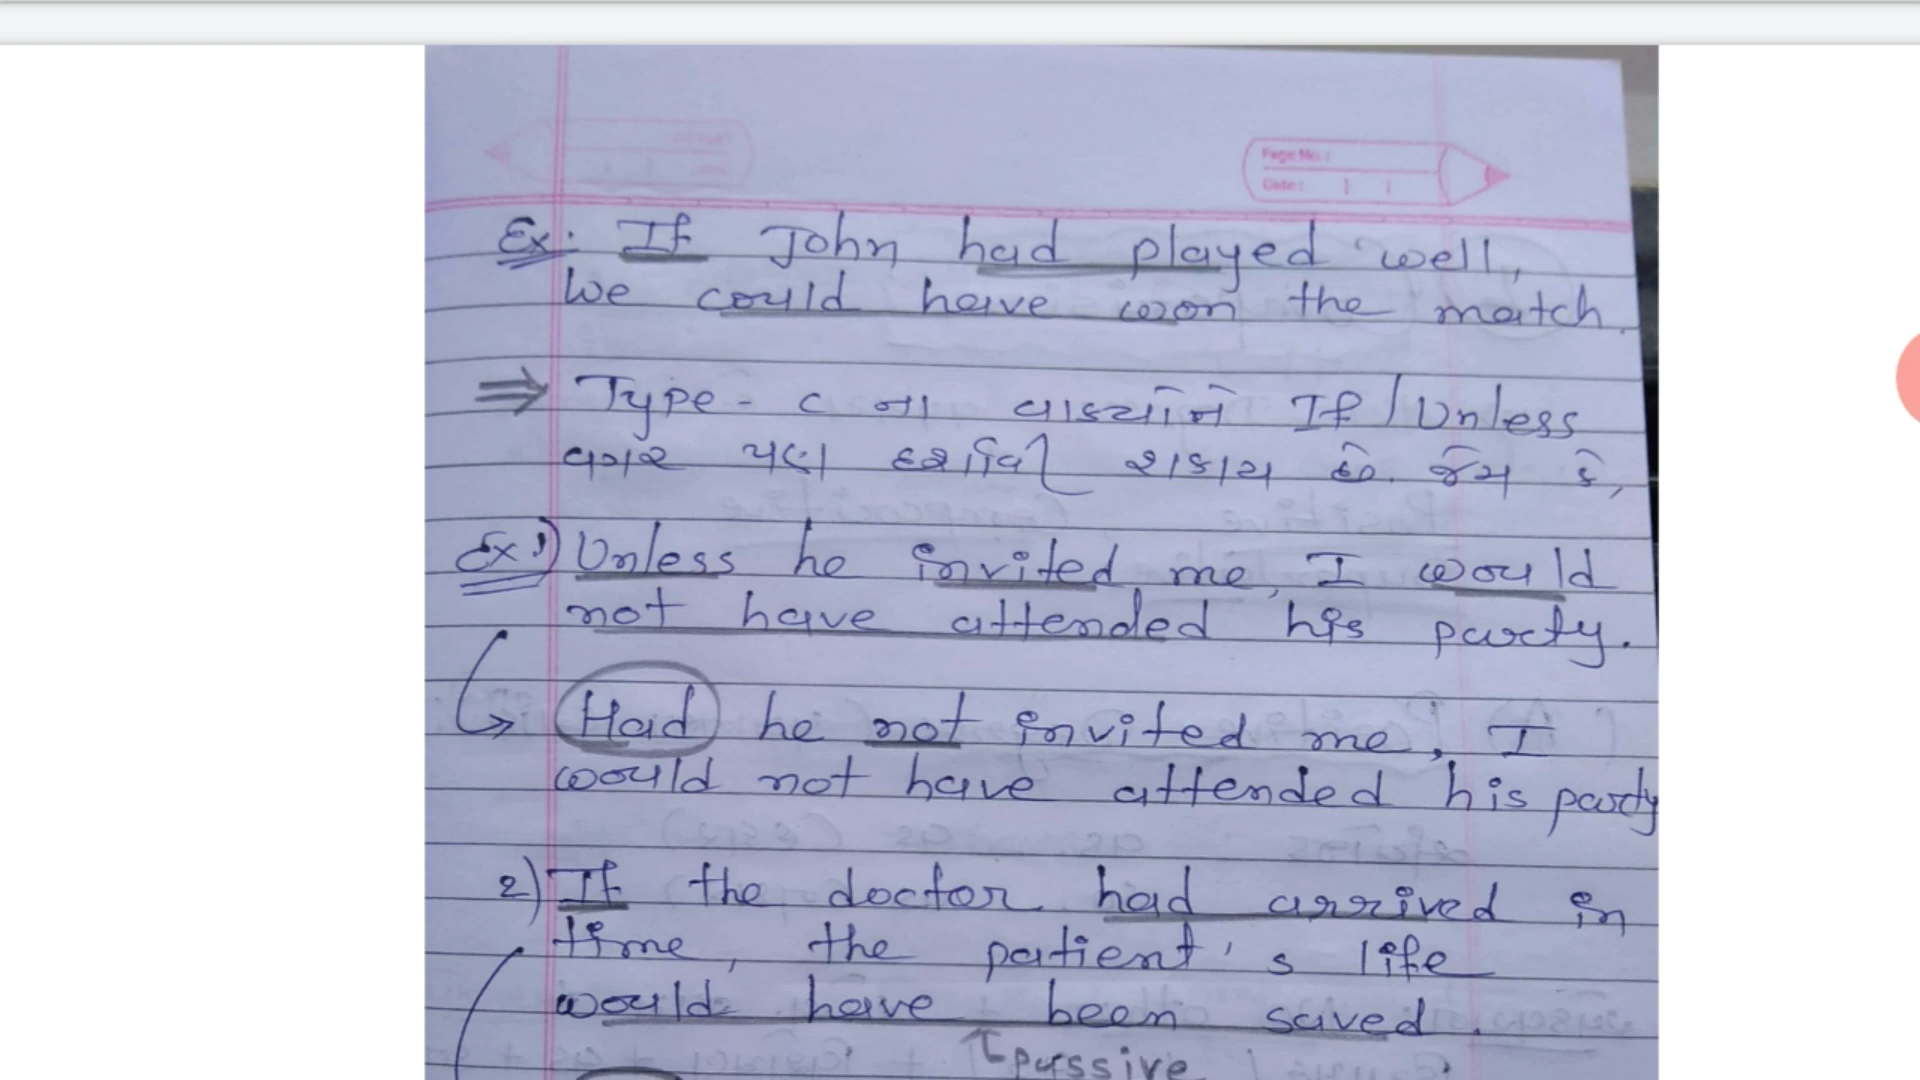 Page No.:
Date:
Ex: If John had played well,
We could have won the match.
⇒ Type - C ના વાક્યોને If / Unless
વગર પણ દર્શાવી શકાય છે. જેમ કે,
Ex 1) Unless he invited me, I would
not have attended his party.
Had he not invited me, I
would not have attended his party
2) If the doctor had arrived in
time, the patient's life
would have been saved.
passive